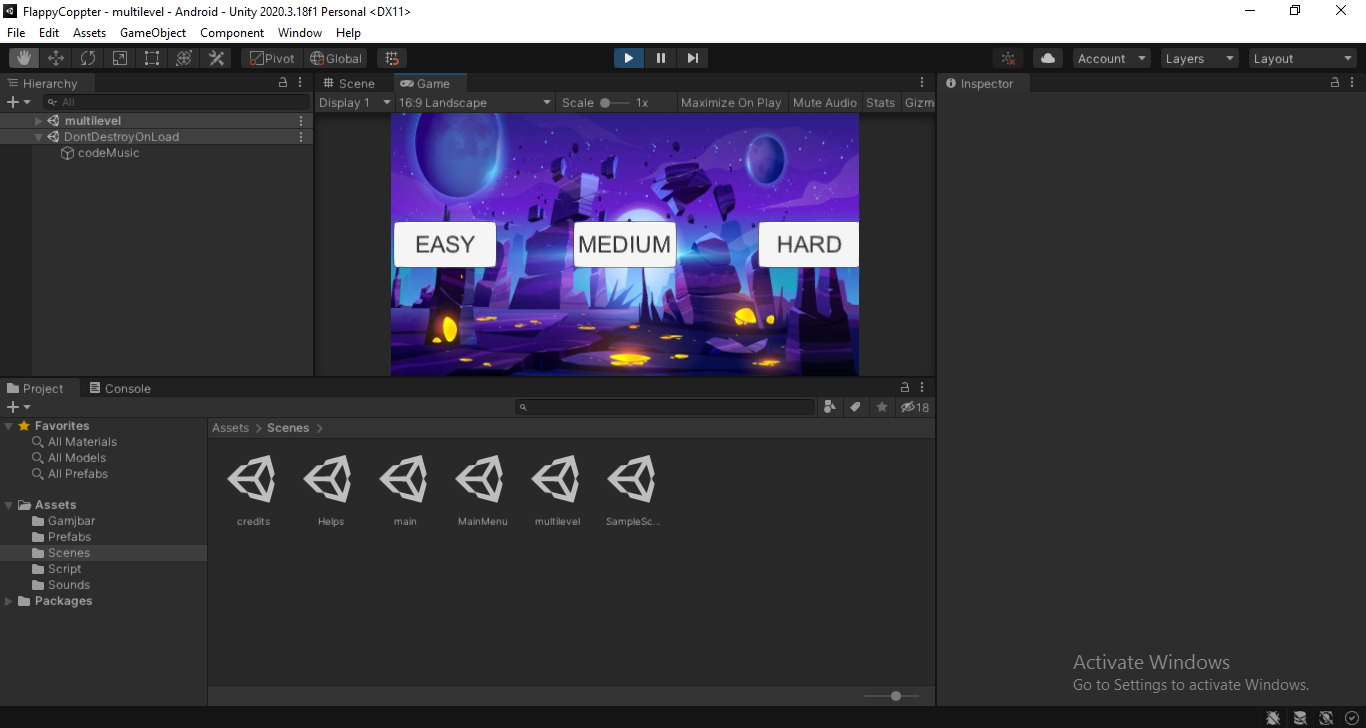 FlappyCoppter - multilevel - Android - Unity 2020.3.18f1 Personal <DX11>
File Edit Assets GameObject Component Window Help
Pivot Global Account Layers Layout
Hierarchy
All
multilevel
DontDestroyOnLoad
codeMusic
Scene Game
Display 1 16:9 Landscape Scale 1x Maximize On Play Mute Audio Stats Gizm
EASY MEDIUM HARD
Inspector
Project Console
18
Favorites
All Materials
All Models
All Prefabs
Assets
Gamjbar
Prefabs
Scenes
Script
Sounds
Packages
Assets > Scenes >
credits Helps main MainMenu multilevel SampleSc...
Activate Windows
Go to Settings to activate Windows.